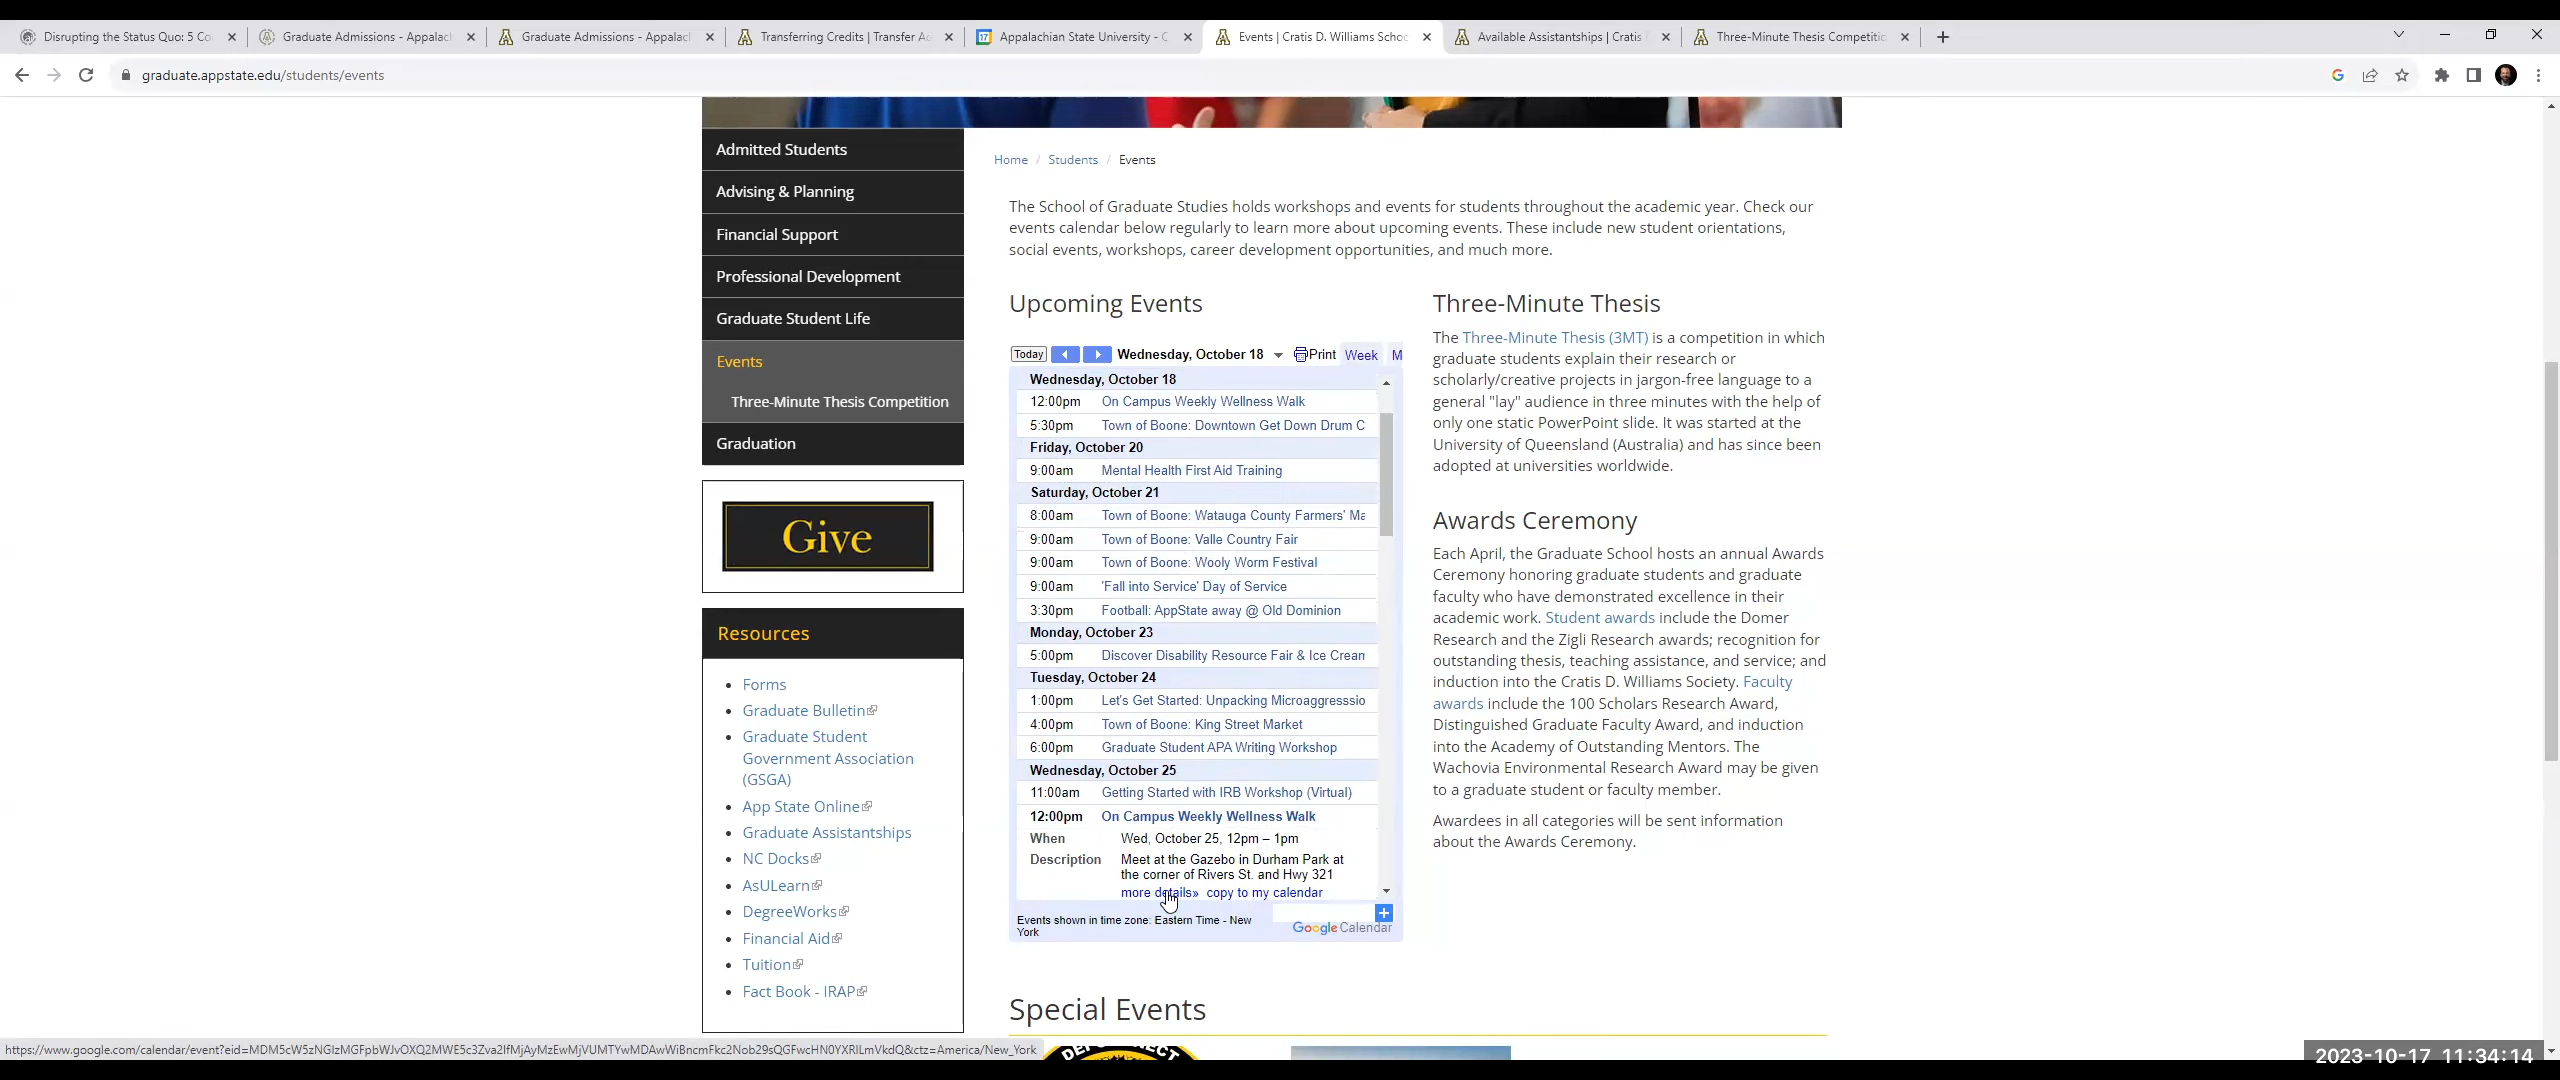 Disrupting the Status Quo: 5 Co
Graduate Admissions - Appalach
Graduate Admissions - Appalacl
Transferring Credits | Transfer Ad
Appalachian State University - C
Events | Cratis D. Williams Schoo
Available Assistantships | Cratis
Three-Minute Thesis Competitio
graduate.appstate.edu/students/events
Admitted Students
Advising & Planning
Financial Support
Professional Development
Graduate Student Life
Events
Three-Minute Thesis Competition
Graduation
Give
Resources
Forms
Graduate Bulletin
Graduate Student
Government Association
(GSGA)
App State Online
Graduate Assistantships
NC Docks
AsULearn
DegreeWorks
Financial Aid
Tuition
Fact Book - IRAP
Home / Students / Events
The School of Graduate Studies holds workshops and events for students throughout the academic year. Check our
events calendar below regularly to learn more about upcoming events. These include new student orientations,
social events, workshops, career development opportunities, and much more.
Upcoming Events
Today Wednesday, October 18 Print Week M
Wednesday, October 18
12:00pm On Campus Weekly Wellness Walk
5:30pm Town of Boone: Downtown Get Down Drum C
Friday, October 20
9:00am Mental Health First Aid Training
Saturday, October 21
8:00am Town of Boone: Watauga County Farmers' Ma
9:00am Town of Boone: Valle Country Fair
9:00am Town of Boone: Wooly Worm Festival
9:00am 'Fall into Service' Day of Service
3:30pm Football: AppState away @ Old Dominion
Monday, October 23
5:00pm Discover Disability Resource Fair & Ice Cream
Tuesday, October 24
1:00pm Let's Get Started: Unpacking Microaggresssio
4:00pm Town of Boone: King Street Market
6:00pm Graduate Student APA Writing Workshop
Wednesday, October 25
11:00am Getting Started with IRB Workshop (Virtual)
12:00pm On Campus Weekly Wellness Walk
When Wed, October 25, 12pm – 1pm
Description Meet at the Gazebo in Durham Park at
the corner of Rivers St. and Hwy 321
more details» copy to my calendar
Events shown in time zone: Eastern Time - New
York
Google Calendar
Three-Minute Thesis
The Three-Minute Thesis (3MT) is a competition in which
graduate students explain their research or
scholarly/creative projects in jargon-free language to a
general "lay" audience in three minutes with the help of
only one static PowerPoint slide. It was started at the
University of Queensland (Australia) and has since been
adopted at universities worldwide.
Awards Ceremony
Each April, the Graduate School hosts an annual Awards
Ceremony honoring graduate students and graduate
faculty who have demonstrated excellence in their
academic work. Student awards include the Domer
Research and the Zigli Research awards; recognition for
outstanding thesis, teaching assistance, and service; and
induction into the Cratis D. Williams Society. Faculty
awards include the 100 Scholars Research Award,
Distinguished Graduate Faculty Award, and induction
into the Academy of Outstanding Mentors. The
Wachovia Environmental Research Award may be given
to a graduate student or faculty member.
Awardees in all categories will be sent information
about the Awards Ceremony.
Special Events
2023-10-17 11:34:14